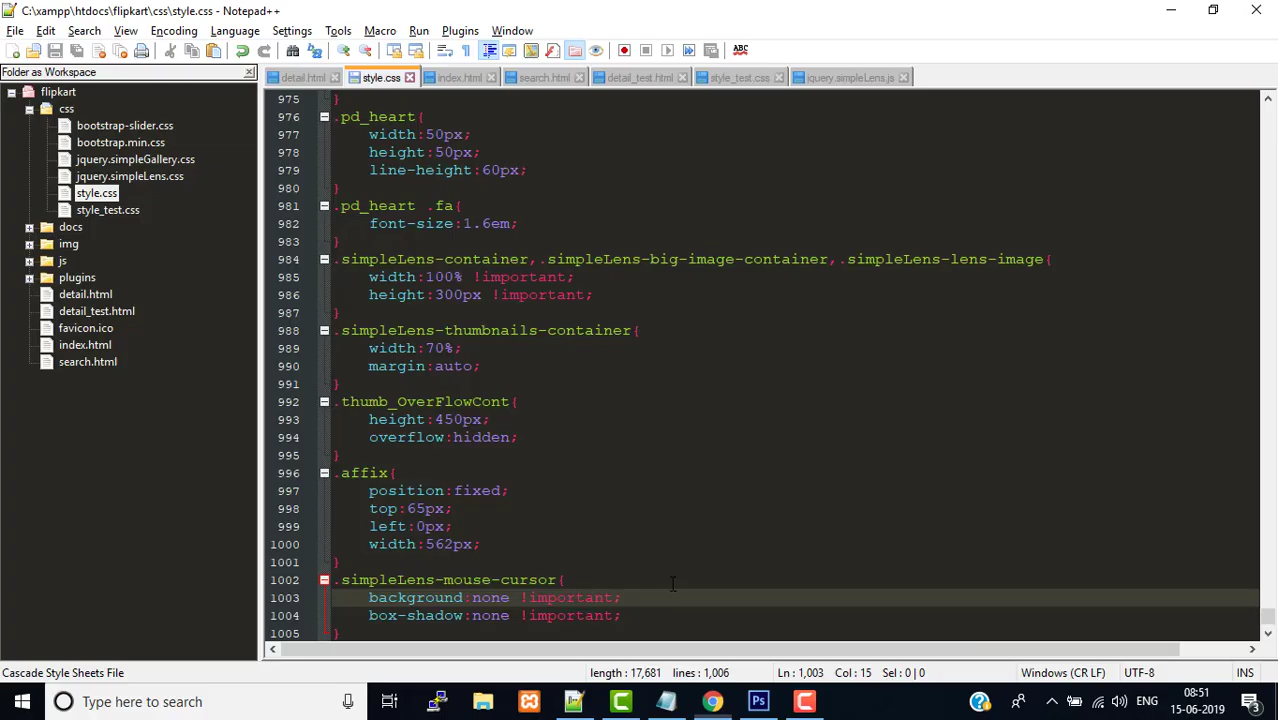 C:\xampp\htdocs\flipkart\css\style.css - Notepad++
File Edit Search View Encoding Language Settings Tools Macro Run Plugins Window
ABC
Folder as Workspace
detail.html style.css index.html search.html detail_test.html style_test.css jquery.simpleLens.js
flipkart
css
bootstrap-slider.css
bootstrap.min.css
jquery.simpleGallery.css
jquery.simpleLens.css
style.css
style_test.css
docs
img
js
plugins
detail.html
detail_test.html
favicon.ico
index.html
search.html
975 }
976 .pd_heart{
977 width:50px;
978 height:50px;
979 line-height:60px;
980 }
981 .pd_heart .fa{
982 font-size:1.6em;
983 }
984 .simpleLens-container,.simpleLens-big-image-container,.simpleLens-lens-image{
985 width:100% !important;
986 height:300px !important;
987 }
988 .simpleLens-thumbnails-container{
989 width:70%;
990 margin:auto;
991 }
992 .thumb_OverFlowCont{
993 height:450px;
994 overflow:hidden;
995 }
996 .affix{
997 position:fixed;
998 top:65px;
999 left:0px;
1000 width:562px;
1001 }
1002 .simpleLens-mouse-cursor{
1003 background:none !important;
1004 box-shadow:none !important;
1005 }
Cascade Style Sheets File length : 17,681 lines : 1,006 Ln : 1,003 Col : 15 Sel : 0 | 0 Windows (CR LF) UTF-8 INS
Type here to search
ENG
08:51
15-06-2019
3